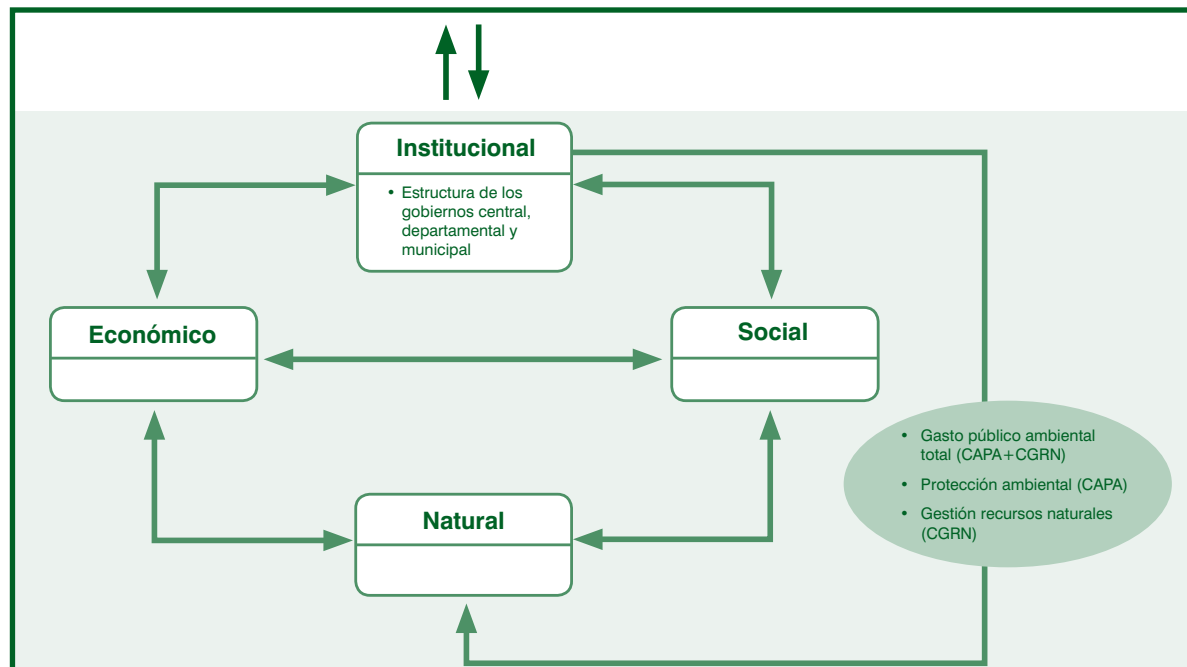 Institucional
• Estructura de los
gobiernos central,
departamental y
municipal
Económico
Social
• Gasto público ambiental
total (CAPA+CGRN)
• Protección ambiental (CAPA)
• Gestión recursos naturales
(CGRN)
Natural